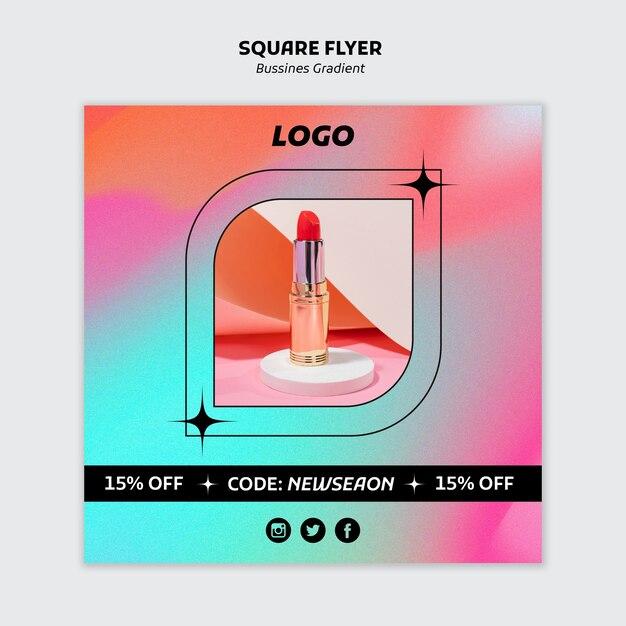 SQUARE FLYER
Bussines Gradient
LOGO
15% OFF CODE: NEWSEAON 15% OFF